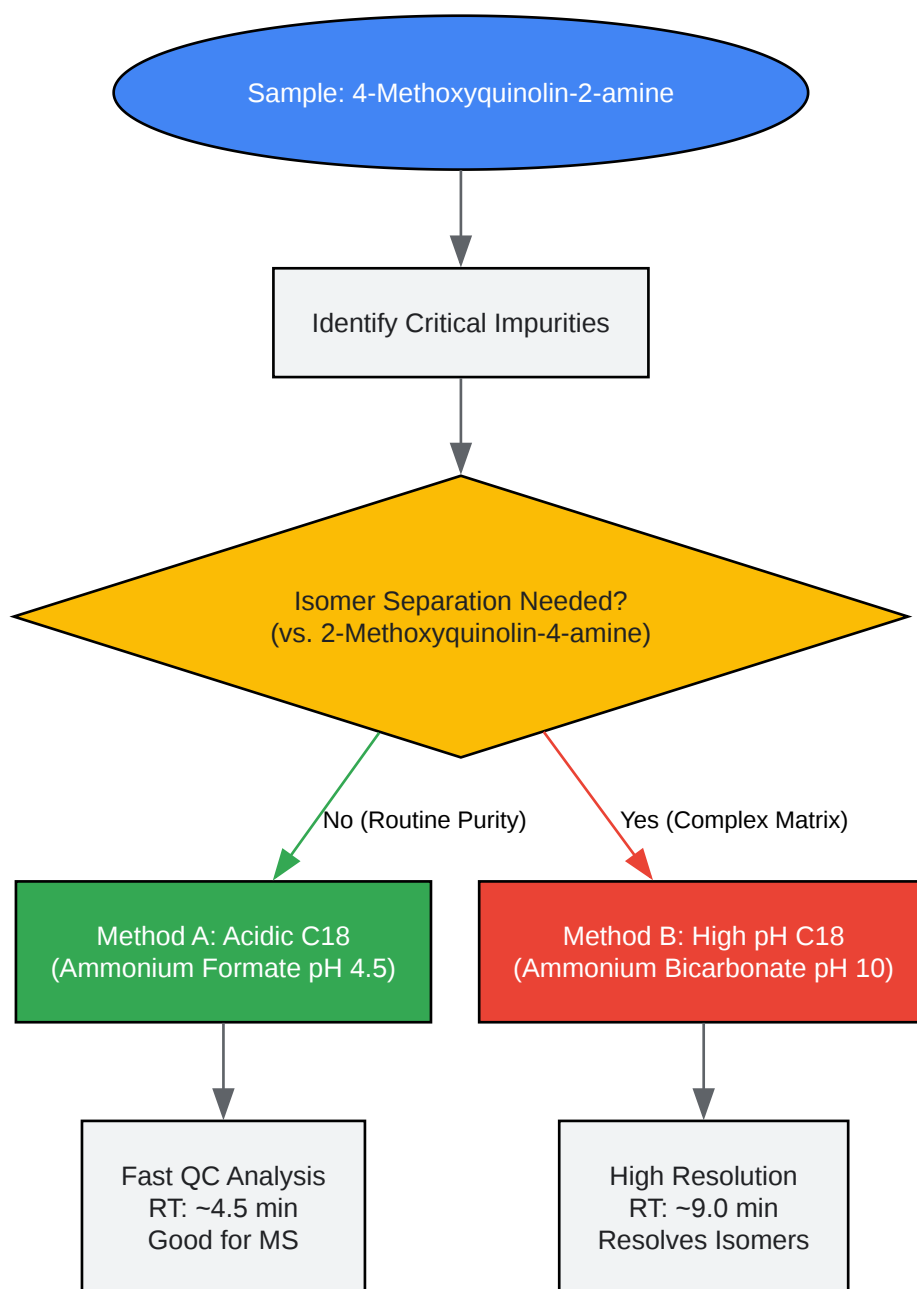 Sample: 4-Methoxyquinolin-2-amine
Identify Critical Impurities
Isomer Separation Needed?
(vs. 2-Methoxyquinolin-4-amine)
No (Routine Purity)
Yes (Complex Matrix)
Method A: Acidic C18
(Ammonium Formate pH 4.5)
Method B: High pH C18
(Ammonium Bicarbonate pH 10)
Fast QC Analysis
RT: ~4.5 min
Good for MS
High Resolution
RT: ~9.0 min
Resolves Isomers